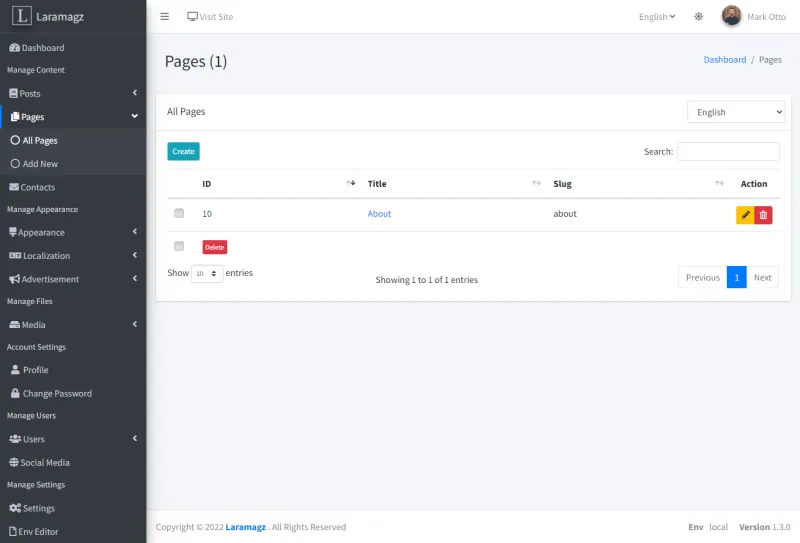 L Laramagz
Visit Site
English
Mark Otto
Dashboard
Manage Content
Posts
Pages
All Pages
Add New
Contacts
Manage Appearance
Appearance
Localization
Advertisement
Manage Files
Media
Account Settings
Profile
Change Password
Manage Users
Users
Social Media
Manage Settings
Settings
Env Editor
Pages (1)
Dashboard / Pages
All Pages
English
Create
Search:
ID Title Slug Action
10 About about
Delete
Show 10 entries
Showing 1 to 1 of 1 entries
Previous 1 Next
Copyright © 2022 Laramagz . All Rights Reserved
Env local Version 1.3.0